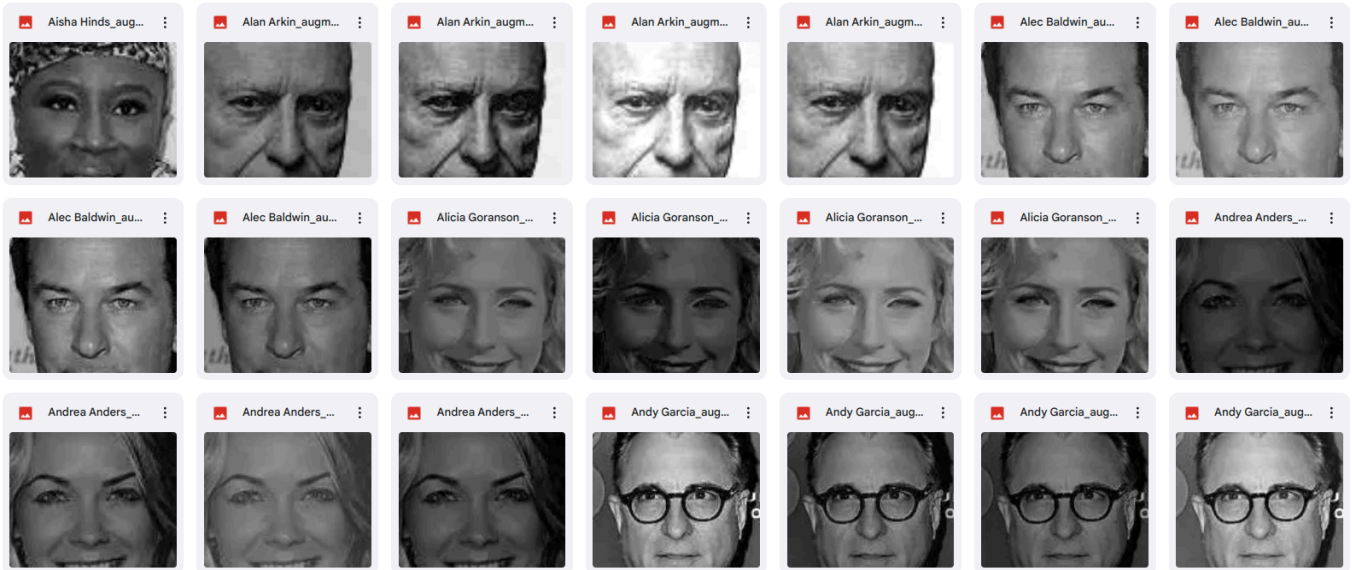 Aisha Hinds_aug...
Alan Arkin_augm...
Alan Arkin_augm...
Alan Arkin_augm...
Alan Arkin_augm...
Alec Baldwin_au...
Alec Baldwin_au...
Alec Baldwin_au...
Alec Baldwin_au...
Alicia Goranson_...
Alicia Goranson_...
Alicia Goranson_...
Alicia Goranson_...
Andrea Anders_...
Andrea Anders_...
Andrea Anders_...
Andrea Anders_...
Andy Garcia_aug...
Andy Garcia_aug...
Andy Garcia_aug...
Andy Garcia_aug...